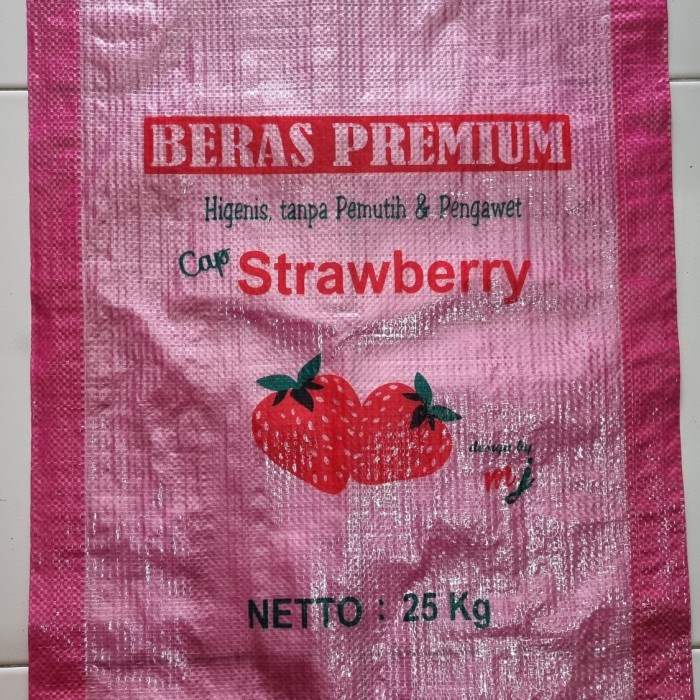 BERAS PREMIUM
Higenis, tanpa Pemutih & Pengawet
Cap Strawberry
design by
mj
NETTO : 25 Kg